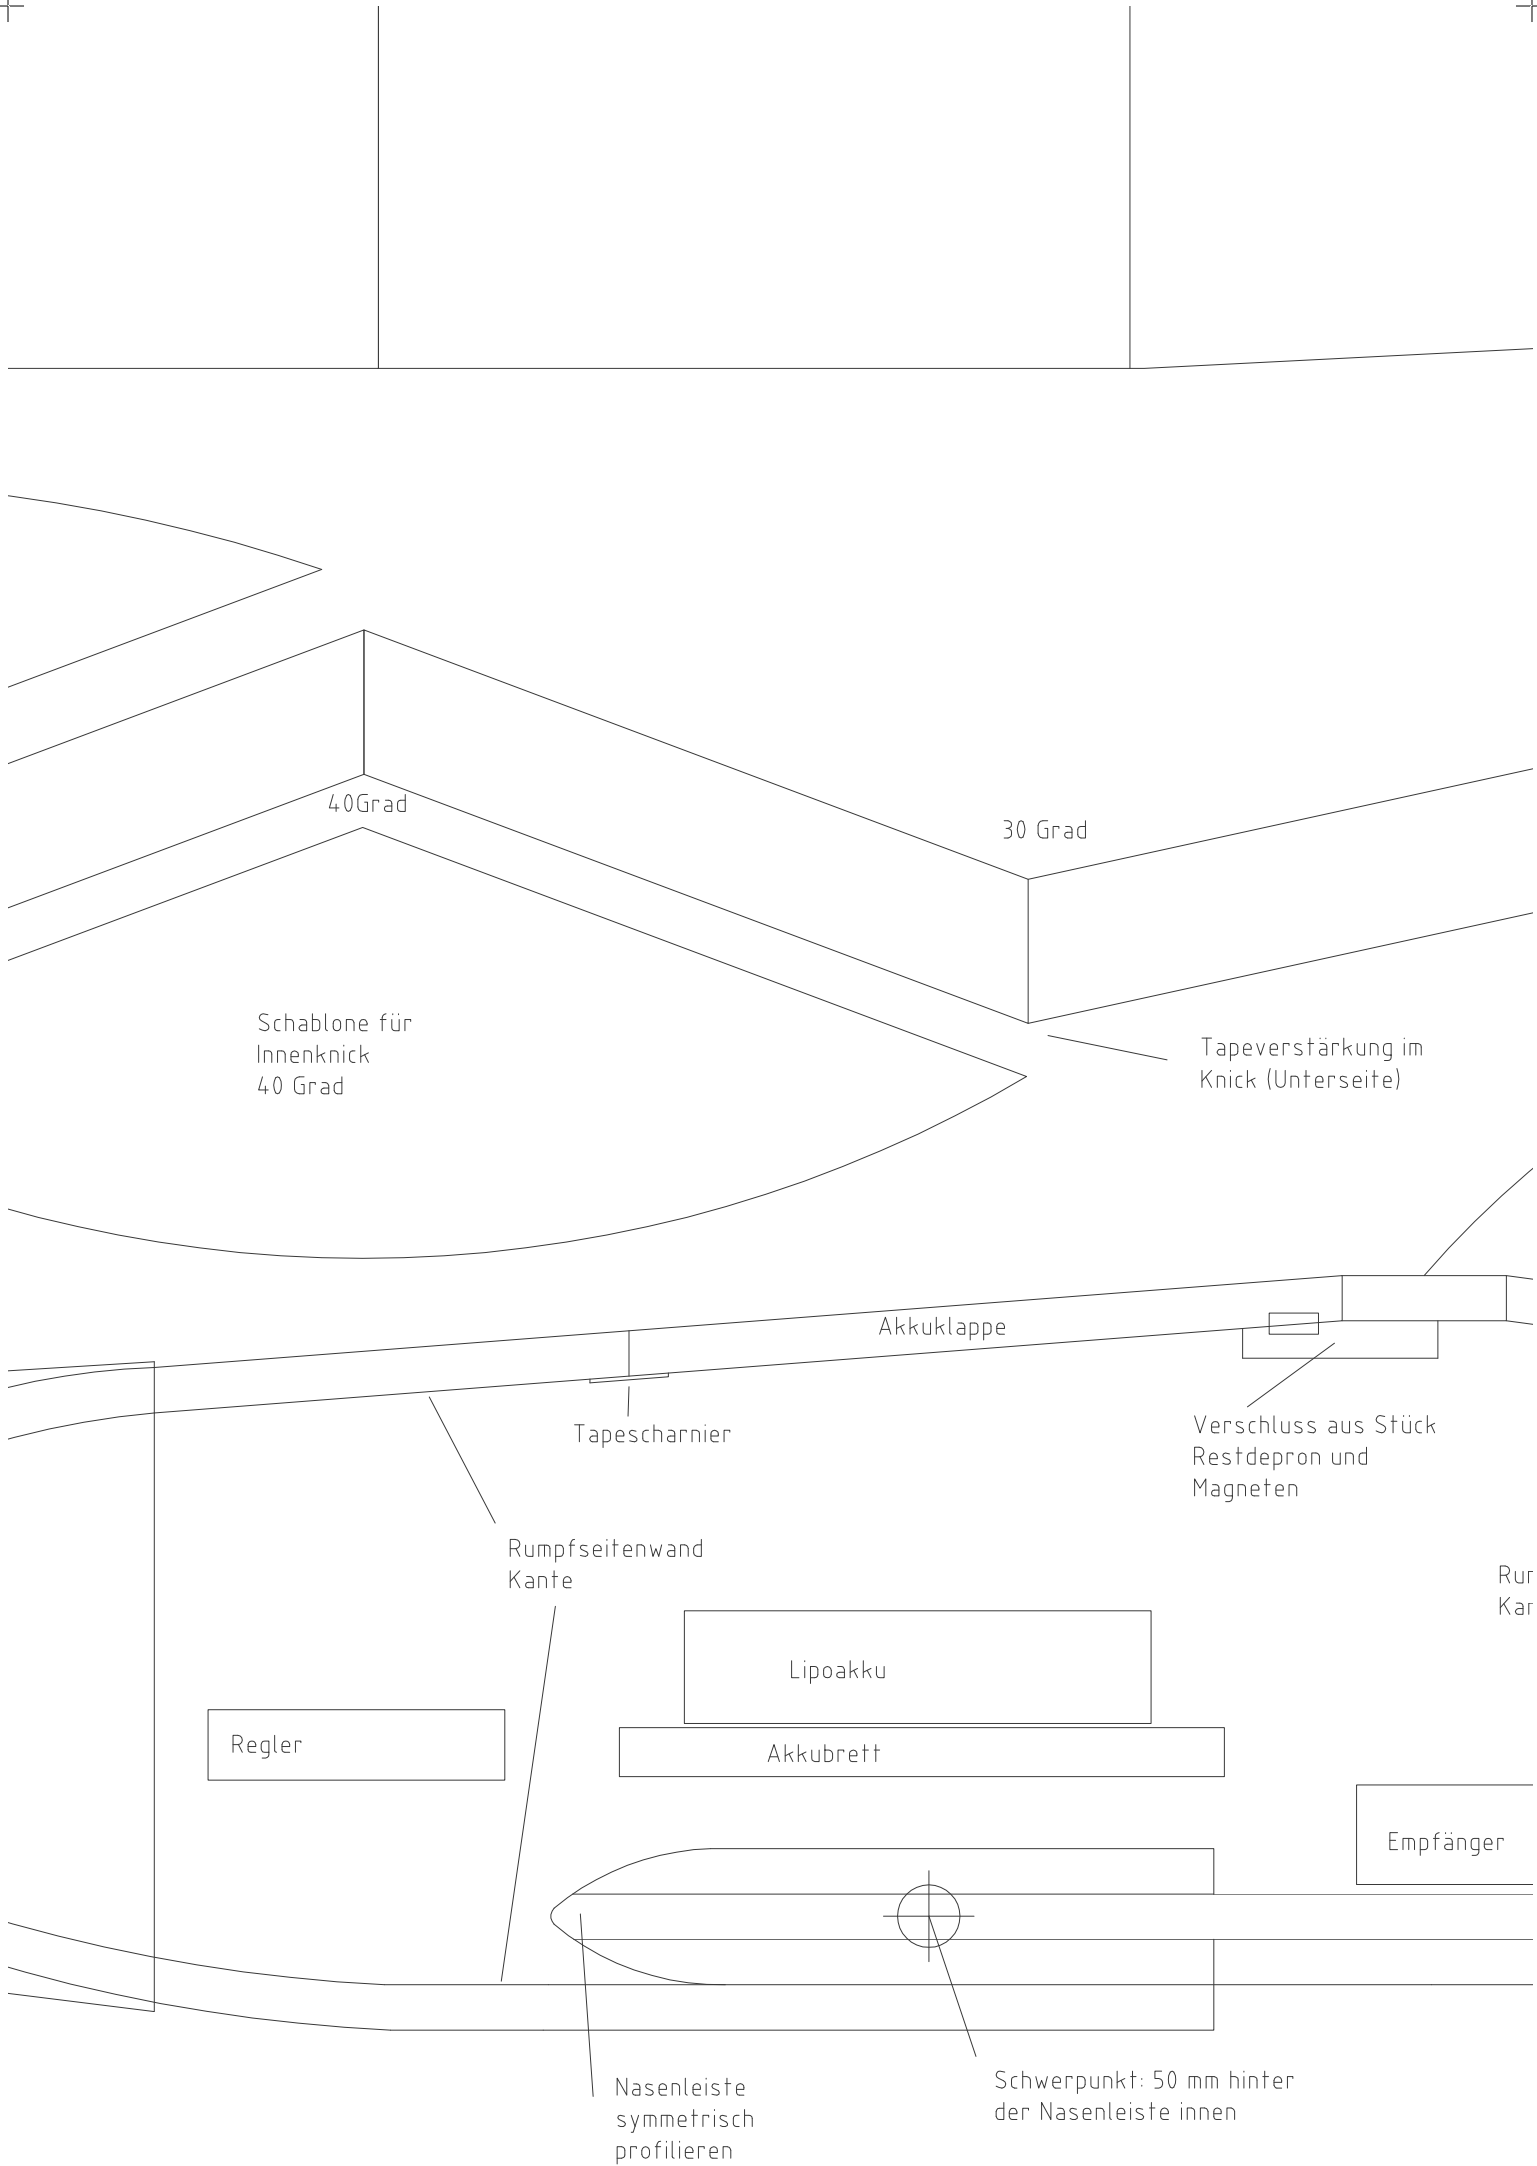 40Grad
30 Grad
Schablone für
Innenknick
40 Grad
Tapeverstärkung im
Knick (Unterseite)
Akkuklappe
Tapescharnier
Verschluss aus Stück
Restdepron und
Magneten
Rumpfseitenwand
Kante
Lipoakku
Regler
Akkubrett
Empfänger
Nasenleiste
symmetrisch
profilieren
Schwerpunkt: 50 mm hinter
der Nasenleiste innen